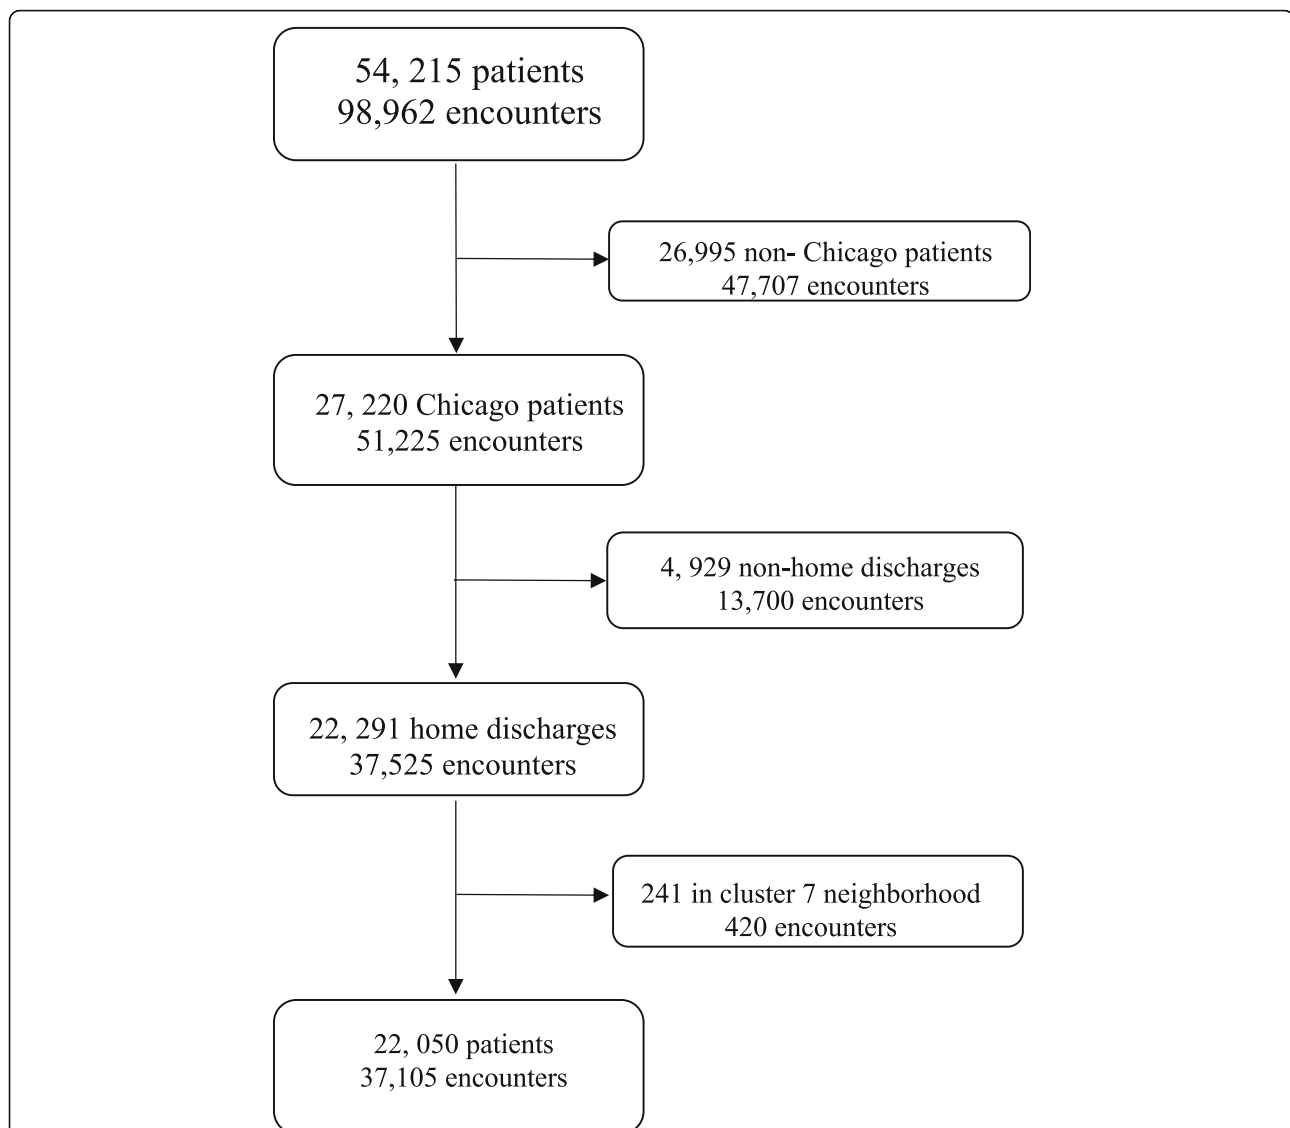 54, 215 patients
98,962 encounters
26,995 non- Chicago patients
47,707 encounters
27, 220 Chicago patients
51,225 encounters
4, 929 non-home discharges
13,700 encounters
22, 291 home discharges
37,525 encounters
241 in cluster 7 neighborhood
420 encounters
22, 050 patients
37,105 encounters